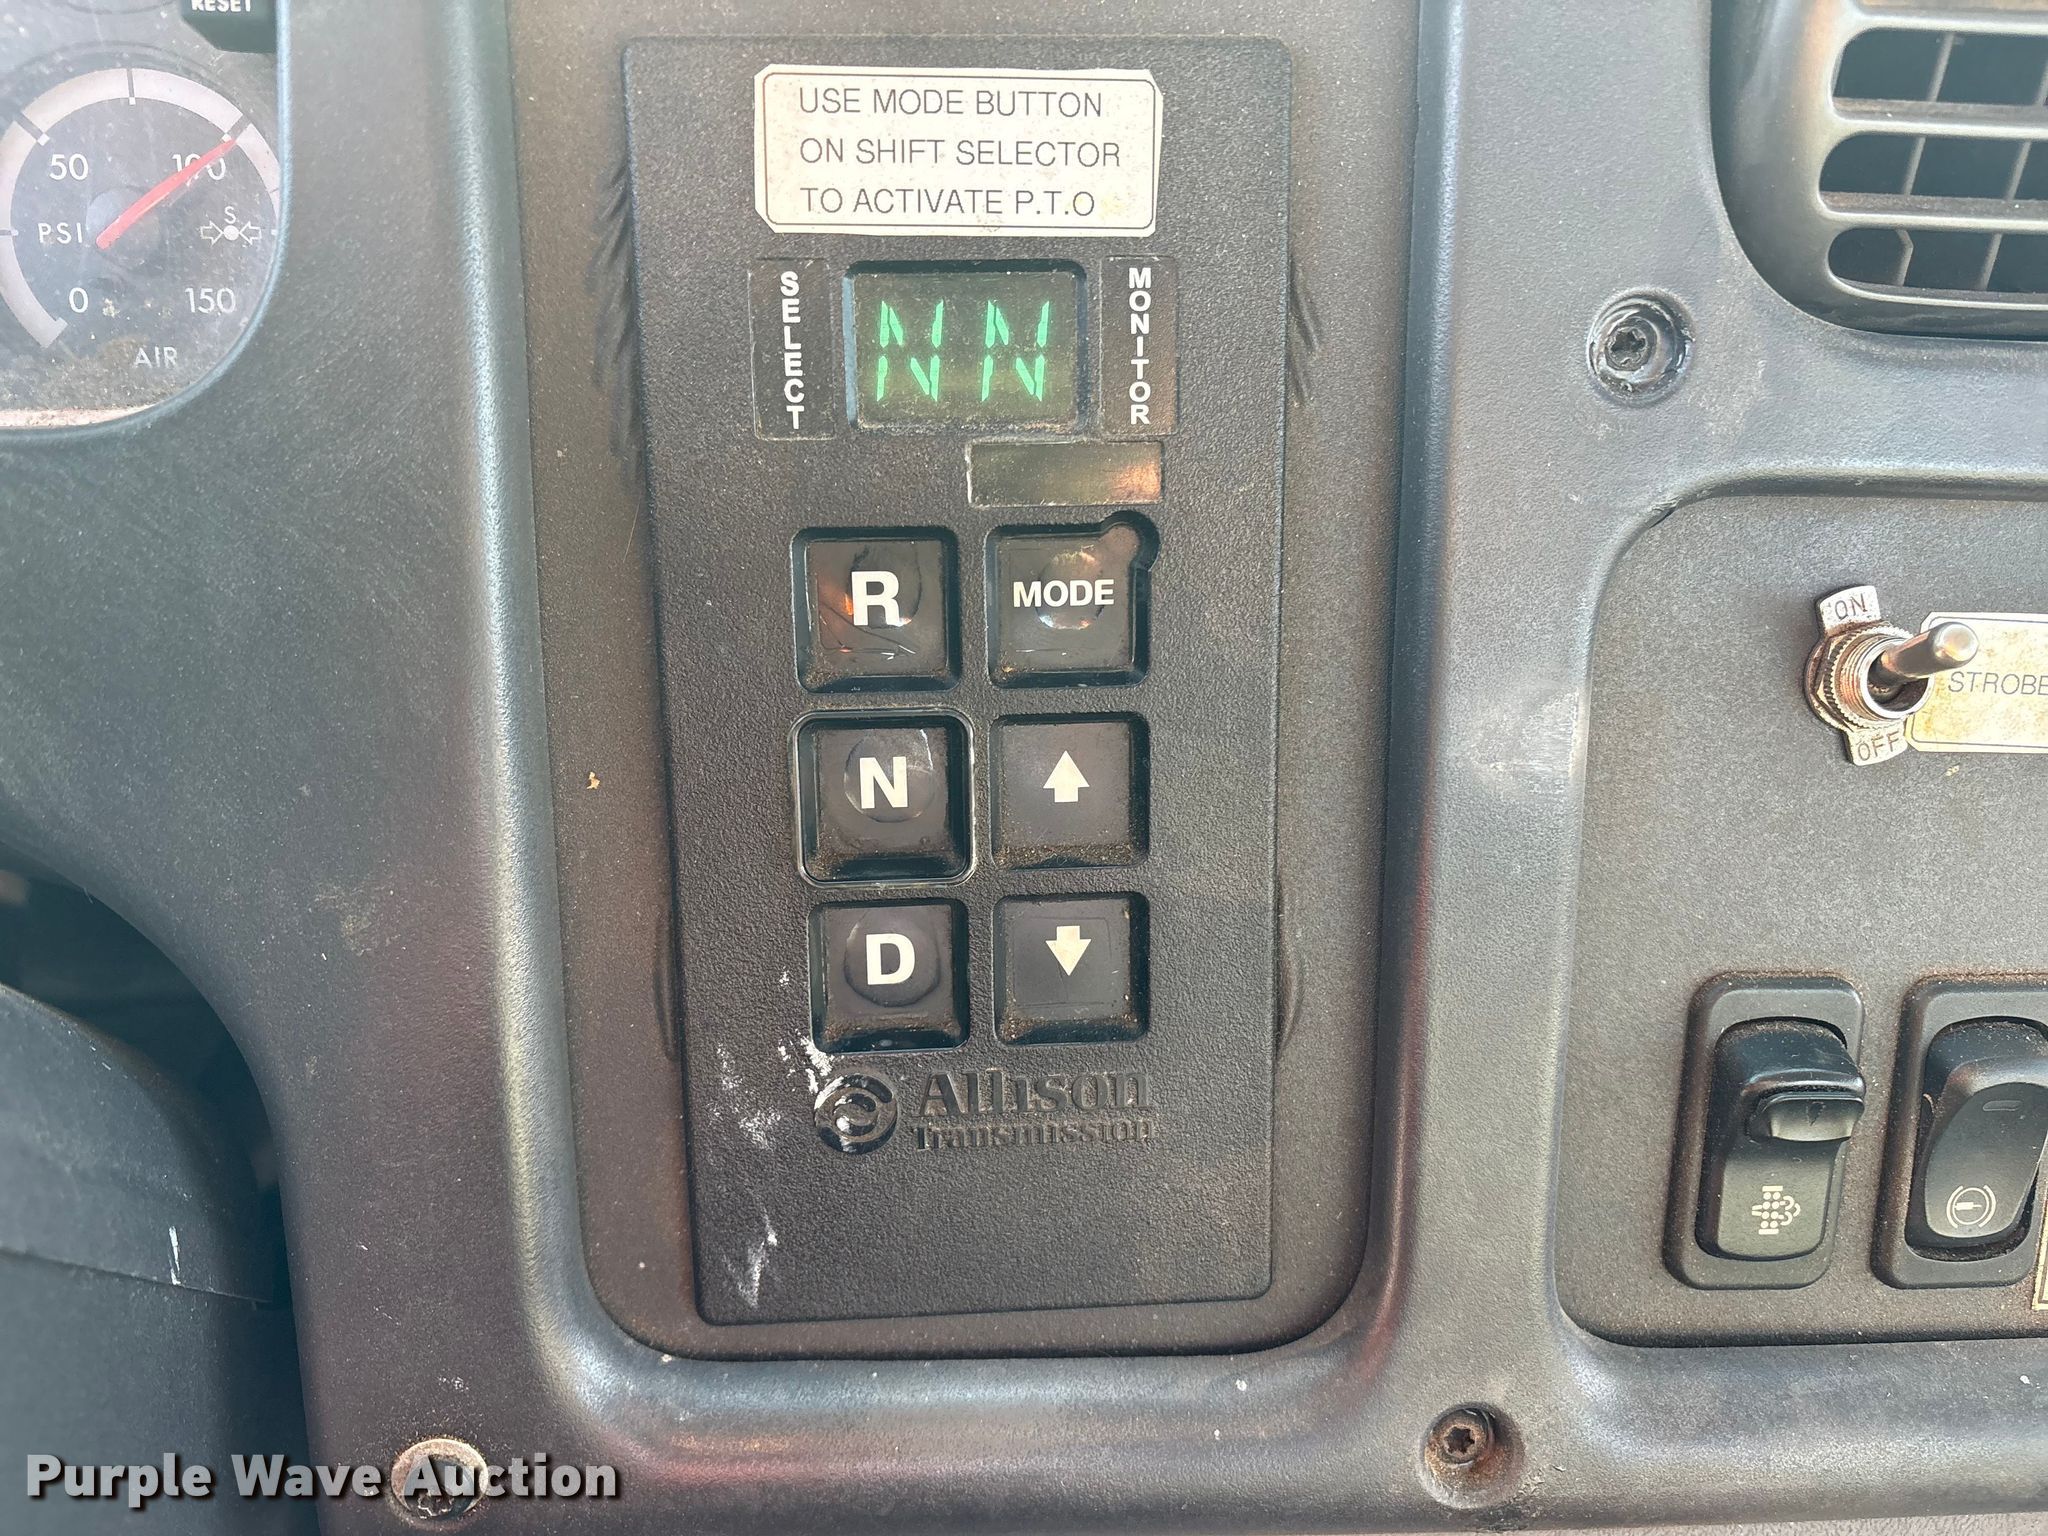 RESET
50
100
PSI
S
0
150
AIR
USE MODE BUTTON
ON SHIFT SELECTOR
TO ACTIVATE P.T.O
SELECT
NN
MONITOR
R
MODE
N
D
Allison
Transmission
ON
STROBE
OFF
Purple Wave Auction